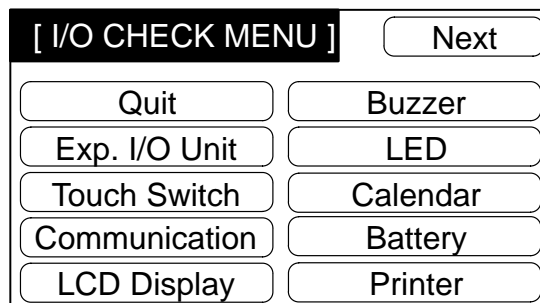 [ I/O CHECK MENU ] Next
Quit Buzzer
Exp. I/O Unit LED
Touch Switch Calendar
Communication Battery
LCD Display Printer